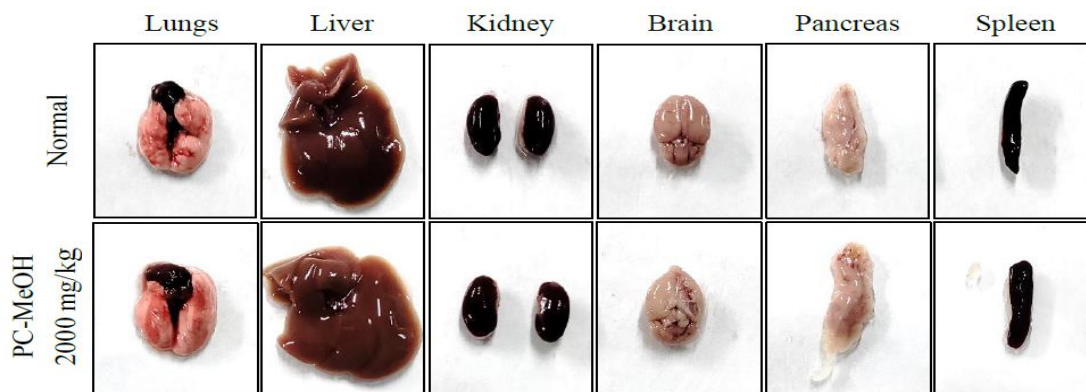 Lungs Liver Kidney Brain Pancreas Spleen
Normal
PC-MeOH
2000 mg/kg